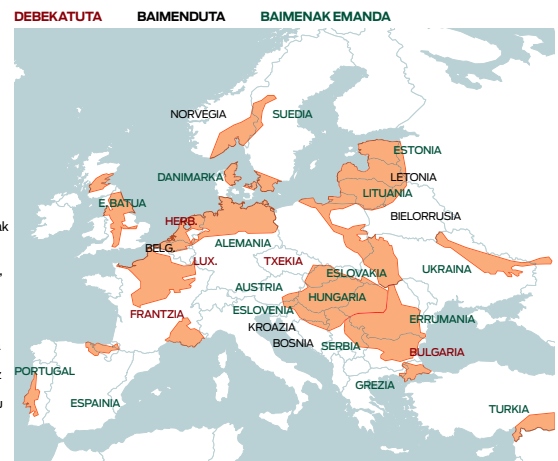 DEBEKATUTA BAIMENDUTA BAIMENAK EMANDA
NORVEGIA SUEDIA
ESTONIA
DANIMARKA LETONIA
LITUANIA
E. BATUA
HERB. BIELORRUSIA
BELG. ALEMANIA
LUX. TXEKIA
ESLOVAKIA UKRAINA
AUSTRIA
HUNGARIA
ESLOVENIA
FRANTZIA ERRUMANIA
KROAZIA
BOSNIA SERBIA
BULGARIA
PORTUGAL
GREZIA
ESPAINIA
TURKIA